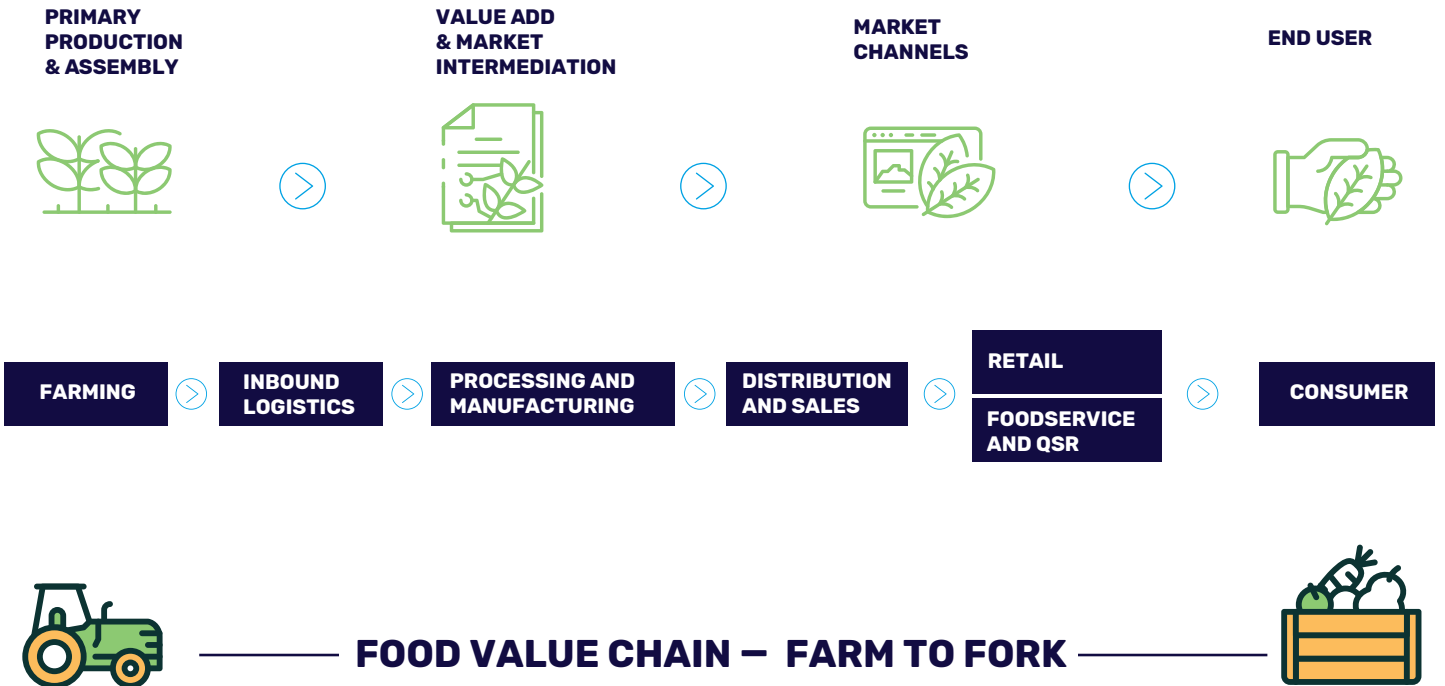 PRIMARY
PRODUCTION
& ASSEMBLY
VALUE ADD
& MARKET
INTERMEDIATION
MARKET
CHANNELS
END USER
FARMING
INBOUND
LOGISTICS
PROCESSING AND
MANUFACTURING
DISTRIBUTION
AND SALES
RETAIL
FOODSERVICE
AND QSR
CONSUMER
FOOD VALUE CHAIN – FARM TO FORK